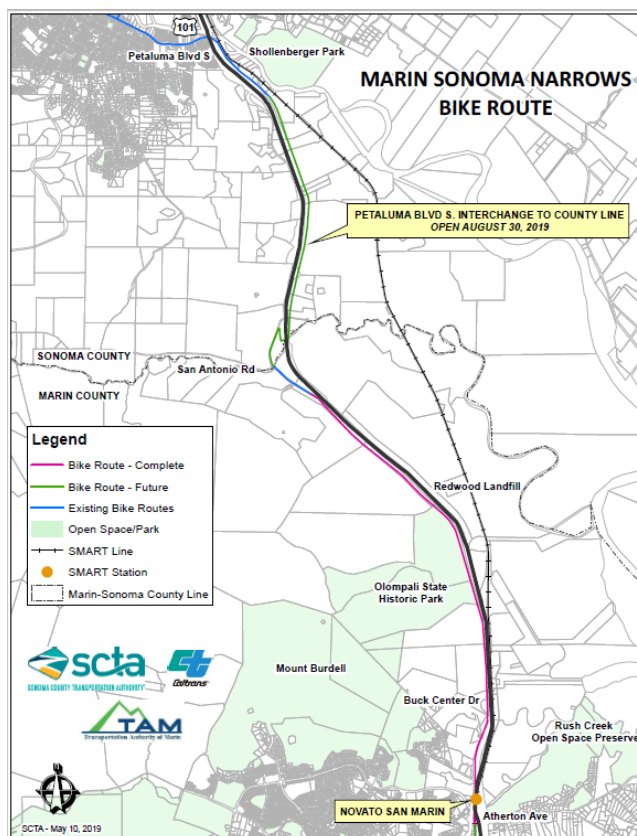 101
Petaluma Blvd S
Shollenberger Park
MARIN SONOMA NARROWS
BIKE ROUTE
PETALUMA BLVD S. INTERCHANGE TO COUNTY LINE
OPEN AUGUST 30, 2019
SONOMA COUNTY
San Antonio Rd
MARIN COUNTY
Legend
Bike Route - Complete
Bike Route - Future
Existing Bike Routes
Open Space/Park
SMART Line
SMART Station
Marin-Sonoma County Line
Redwood Landfill
Olompali State
Historic Park
Mount Burdell
Buck Center Dr
Rush Creek
Open Space Preserve
scta
SONOMA COUNTY TRANSPORTATION AUTHORITY
ct
Caltrans
TAM
Transportation Authority of Marin
NOVATO SAN MARIN
Atherton Ave
SCTA - May 10, 2019